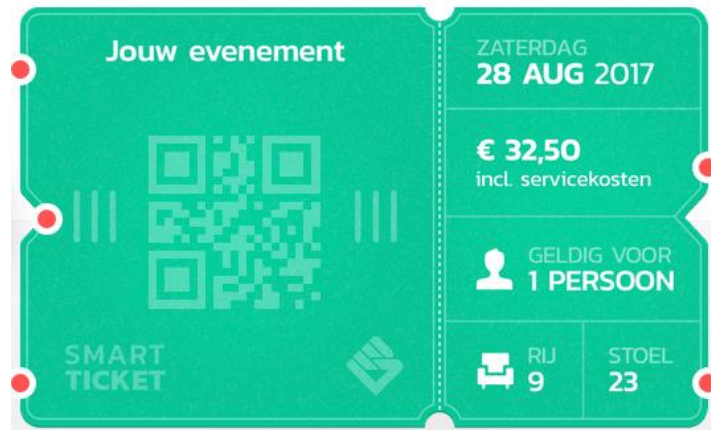 Jouw evenement
SMART
TICKET
ZATERDAG
28 AUG 2017
€ 32,50
incl. servicekosten
GELDIG VOOR
1 PERSOON
RIJ
9
STOEL
23